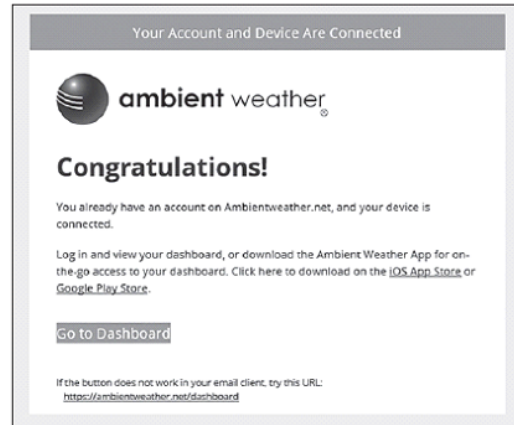 Your Account and Device Are Connected
ambient weather®
Congratulations!
You already have an account on Ambientweather.net, and your device is
connected.
Log in and view your dashboard, or download the Ambient Weather App for on-
the-go access to your dashboard. Click here to download on the iOS App Store or
Google Play Store.
Go to Dashboard
If the button does not work in your email client, try this URL:
https://ambientweather.net/dashboard